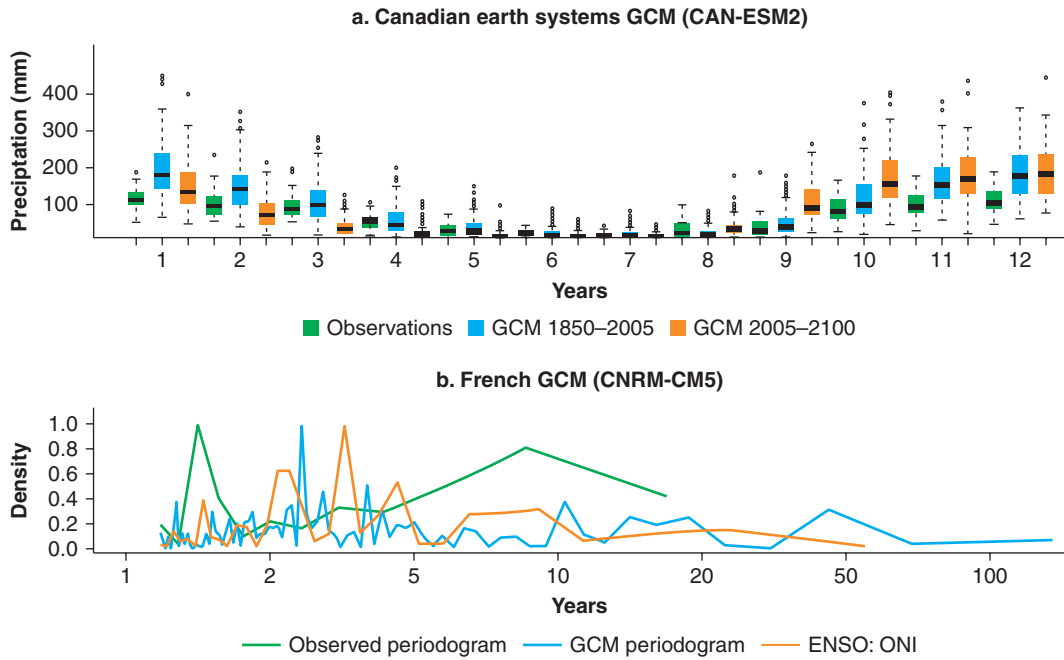 a. Canadian earth systems GCM (CAN-ESM2)
Preciptation (mm)
400
300
200
100
1 2 3 4 5 6 7 8 9 10 11 12
Years
Observations GCM 1850–2005 GCM 2005–2100
b. French GCM (CNRM-CM5)
Density
1.0
0.8
0.6
0.4
0.2
0.0
1 2 5 10 20 50 100
Years
Observed periodogram GCM periodogram ENSO: ONI